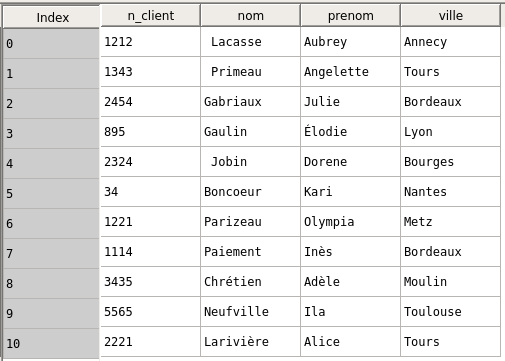 Index n_client nom prenom ville
0 1212 Lacasse Aubrey Annecy
1 1343 Primeau Angelette Tours
2 2454 Gabriaux Julie Bordeaux
3 895 Gaulin Élodie Lyon
4 2324 Jobin Dorene Bourges
5 34 Boncoeur Kari Nantes
6 1221 Parizeau Olympia Metz
7 1114 Paiement Inès Bordeaux
8 3435 Chrétien Adèle Moulin
9 5565 Neufville Ila Toulouse
10 2221 Larivière Alice Tours